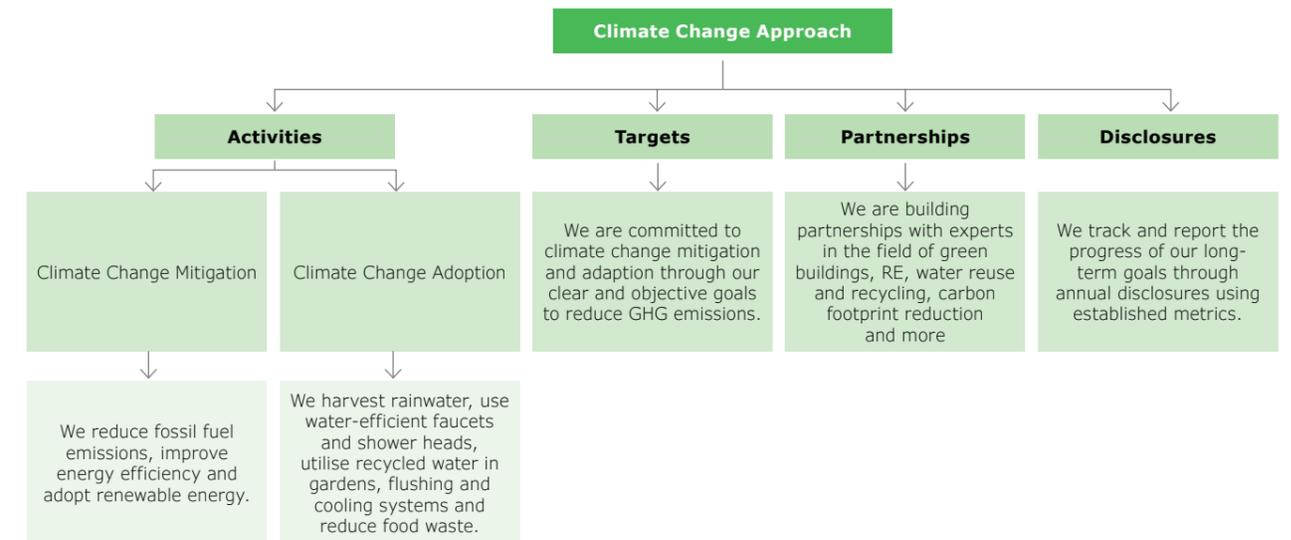 Climate Change Approach
Activities
Targets
Partnerships
Disclosures
Climate Change Mitigation
Climate Change Adoption
We are committed to
climate change mitigation
and adaption through our
clear and objective goals
to reduce GHG emissions.
We are building
partnerships with experts
in the field of green
buildings, RE, water reuse
and recycling, carbon
footprint reduction
and more
We track and report the
progress of our long-
term goals through
annual disclosures using
established metrics.
We reduce fossil fuel
emissions, improve
energy efficiency and
adopt renewable energy.
We harvest rainwater, use
water-efficient faucets
and shower heads,
utilise recycled water in
gardens, flushing and
cooling systems and
reduce food waste.